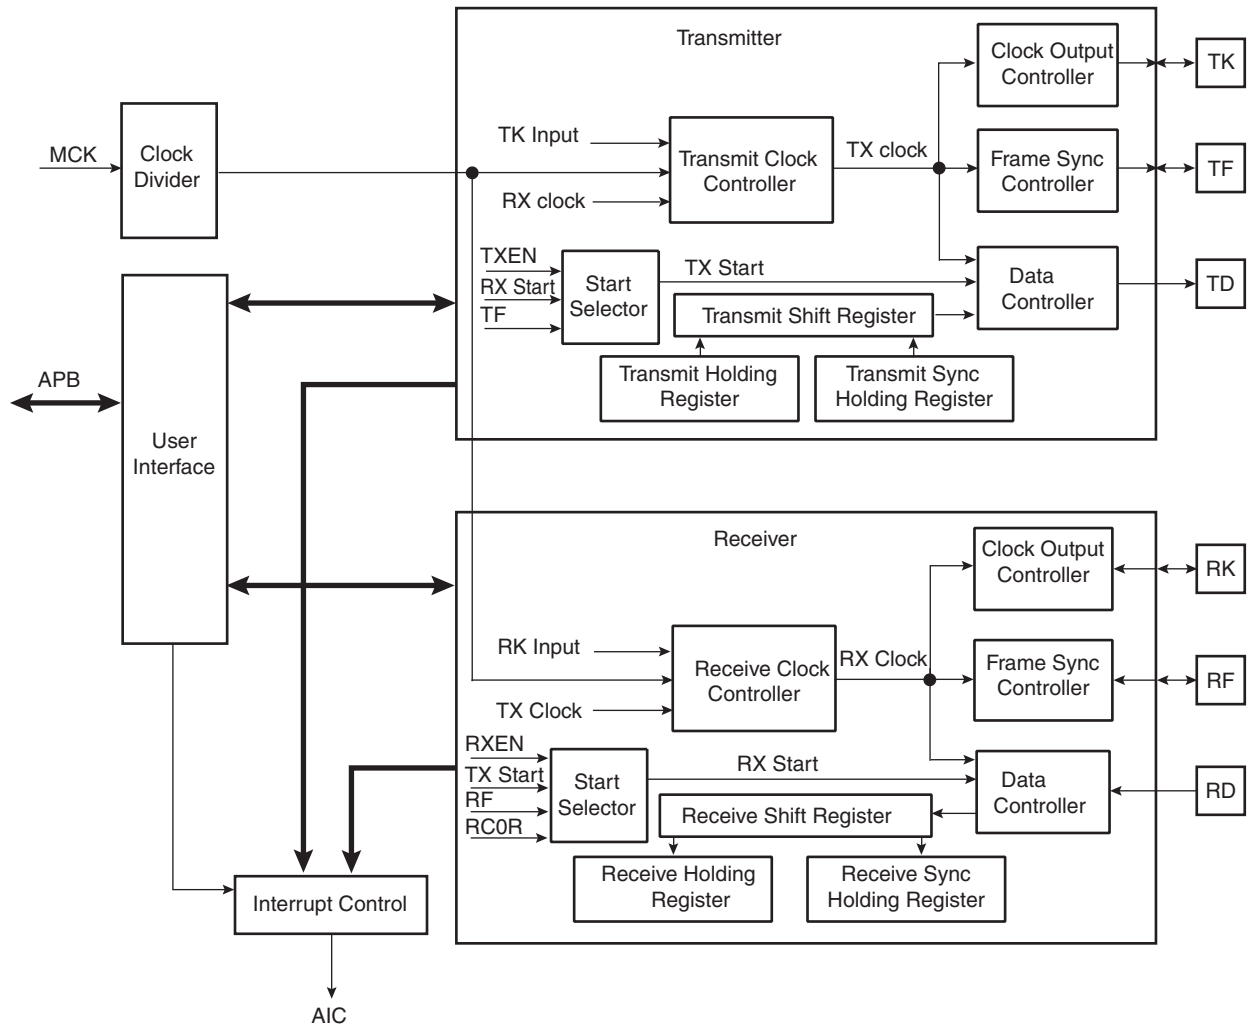 Transmitter
Clock Output
Controller
TK
MCK
Clock
Divider
TK Input
Transmit Clock
Controller
RX clock
TX clock
Frame Sync
Controller
TF
TXEN
RX Start
TF
Start
Selector
TX Start
Data
Controller
TD
Transmit Shift Register
Transmit Holding
Register
Transmit Sync
Holding Register
APB
User
Interface
Receiver
Clock Output
Controller
RK
RK Input
Receive Clock
Controller
TX Clock
RX Clock
Frame Sync
Controller
RF
RXEN
TX Start
RF
RC0R
Start
Selector
RX Start
Data
Controller
RD
Receive Shift Register
Receive Holding
Register
Receive Sync
Holding Register
Interrupt Control
AIC